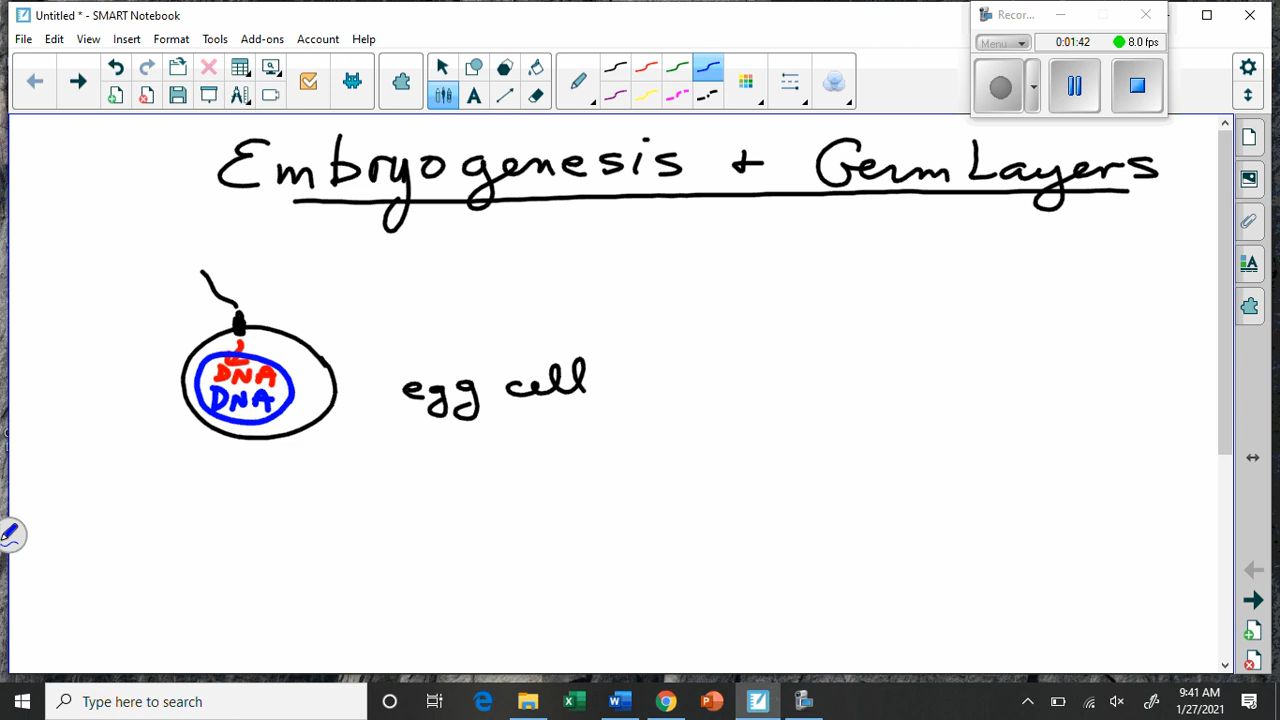 Untitled * - SMART Notebook
Recor...
File Edit View Insert Format Tools Add-ons Account Help
Menu
0:01:42
8.0 fps
Embryogenesis + Germ Layers
DNA
DNA
egg cell
Type here to search
9:41 AM
1/27/2021